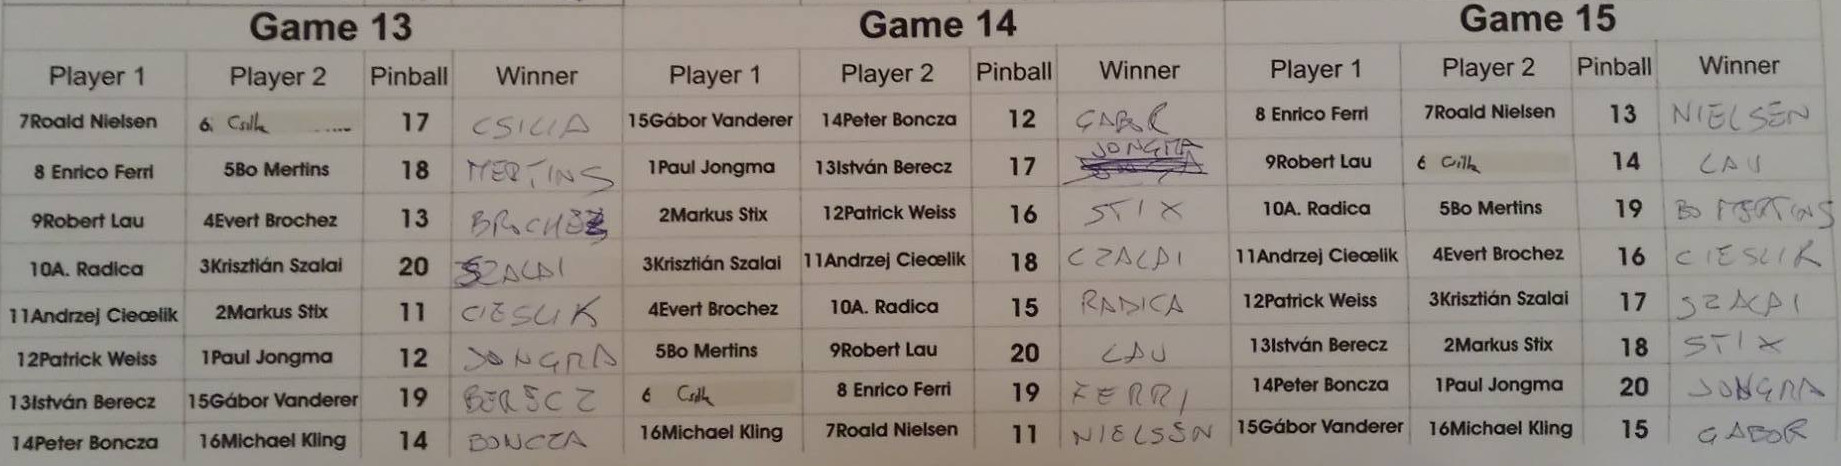 Game 13 Game 14 Game 15
Player 1 Player 2 Pinball Winner Player 1 Player 2 Pinball Winner Player 1 Player 2 Pinball Winner
7Roald Nielsen 6. Csilla 17 CSILLA 15Gábor Vanderer 14Peter Boncza 12 GABOR 8 Enrico Ferri 7Roald Nielsen 13 NIELSEN
8 Enrico Ferri 5Bo Mertins 18 MERTINS 1Paul Jongma 13István Berecz 17 JONGMA 9Robert Lau 6 Csilla 14 LAU
9Robert Lau 4Evert Brochez 13 BROCHEZ 2Markus Stix 12Patrick Weiss 16 STIX 10A. Radica 5Bo Mertins 19 BO MERTINS
10A. Radica 3Krisztián Szalai 20 SZALAI 3Krisztián Szalai 11Andrzej Cieœlik 18 CZALAI 11Andrzej Cieœlik 4Evert Brochez 16 CIESLIK
11Andrzej Cieœlik 2Markus Stix 11 CIESLIK 4Evert Brochez 10A. Radica 15 RADICA 12Patrick Weiss 3Krisztián Szalai 17 SZALAI
12Patrick Weiss 1Paul Jongma 12 JONGMA 5Bo Mertins 9Robert Lau 20 LAU 13István Berecz 2Markus Stix 18 STIX
13István Berecz 15Gábor Vanderer 19 BERECZ 6 Csilla 8 Enrico Ferri 19 FERRI 14Peter Boncza 1Paul Jongma 20 JONGMA
14Peter Boncza 16Michael Kling 14 BONCZA 16Michael Kling 7Roald Nielsen 11 NIELSEN 15Gábor Vanderer 16Michael Kling 15 GABOR